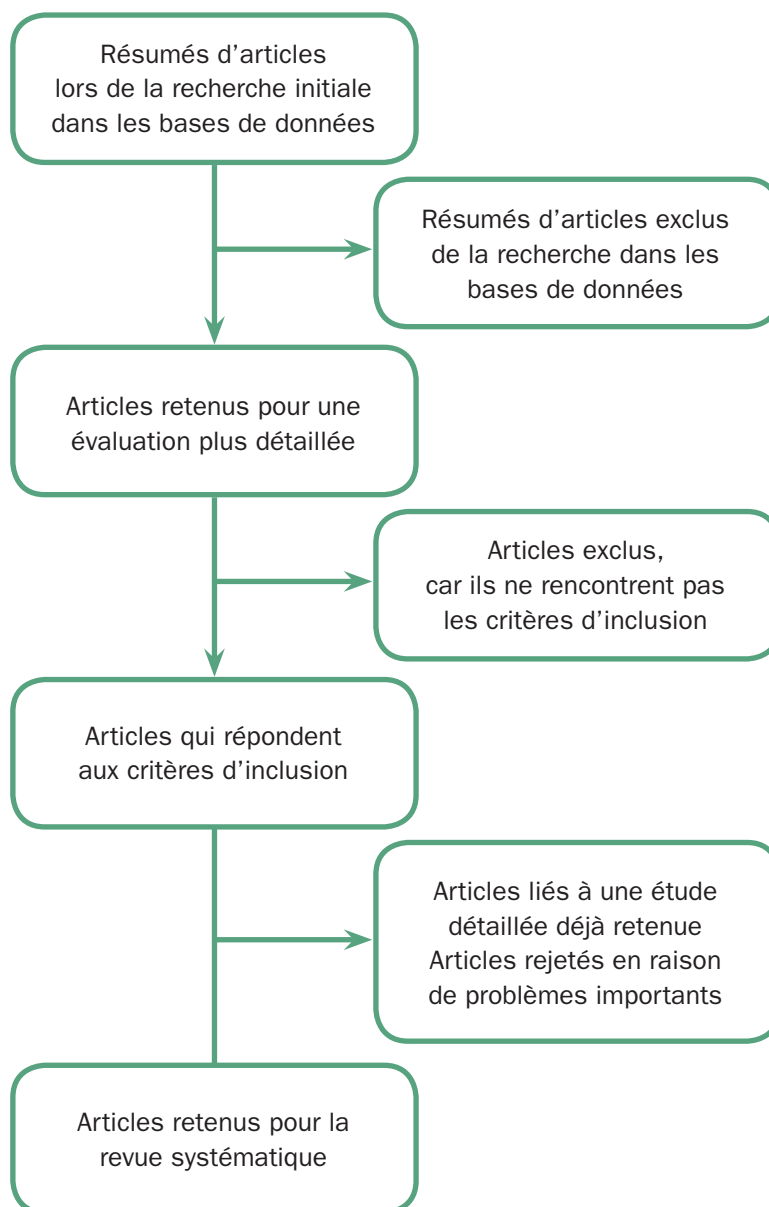 Résumés d’articles
lors de la recherche initiale
dans les bases de données
Résumés d’articles exclus
de la recherche dans les
bases de données
Articles retenus pour une
évaluation plus détaillée
Articles exclus,
car ils ne rencontrent pas
les critères d’inclusion
Articles qui répondent
aux critères d’inclusion
Articles liés à une étude
détaillée déjà retenue
Articles rejetés en raison
de problèmes importants
Articles retenus pour la
revue systématique